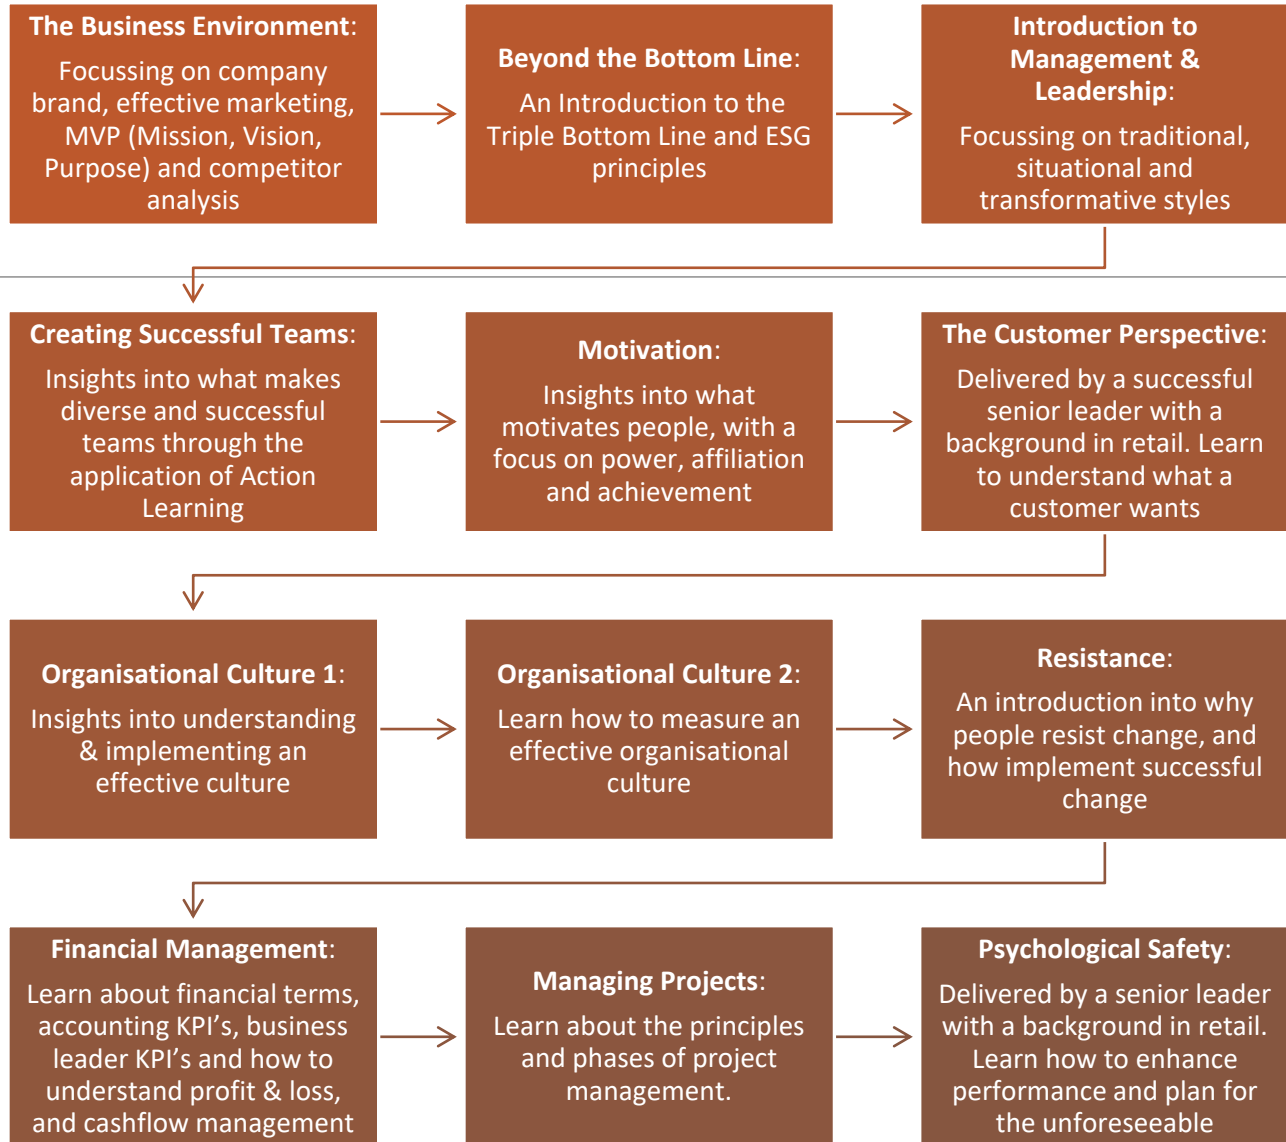 The Business Environment:
Focussing on company
brand, effective marketing,
MVP (Mission, Vision,
Purpose) and competitor
analysis
Beyond the Bottom Line:
An Introduction to the
Triple Bottom Line and ESG
principles
Introduction to
Management &
Leadership:
Focussing on traditional,
situational and
transformative styles
Creating Successful Teams:
Insights into what makes
diverse and successful
teams through the
application of Action
Learning
Motivation:
Insights into what
motivates people, with a
focus on power, affiliation
and achievement
The Customer Perspective:
Delivered by a successful
senior leader with a
background in retail. Learn
to understand what a
customer wants
Organisational Culture 1:
Insights into understanding
& implementing an
effective culture
Organisational Culture 2:
Learn how to measure an
effective organisational
culture
Resistance:
An introduction into why
people resist change, and
how implement successful
change
Financial Management:
Learn about financial terms,
accounting KPI's, business
leader KPI's and how to
understand profit & loss,
and cashflow management
Managing Projects:
Learn about the principles
and phases of project
management.
Psychological Safety:
Delivered by a senior leader
with a background in retail.
Learn how to enhance
performance and plan for
the unforeseeable